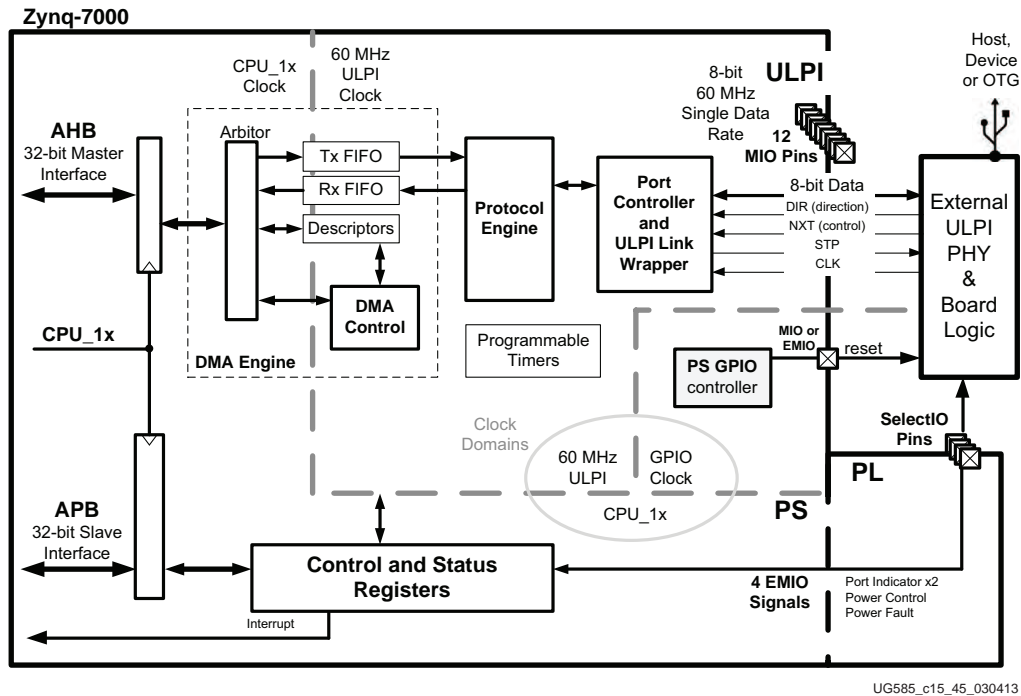 Zynq-7000
CPU_1x
Clock
60 MHz
ULPI
Clock
8-bit
60 MHz
Single Data
Rate
ULPI
12
MIO Pins
Host,
Device
or OTG
AHB
32-bit Master
Interface
Arbitor
Tx FIFO
Rx FIFO
Descriptors
DMA
Control
DMA Engine
Protocol
Engine
Port
Controller
and
ULPI Link
Wrapper
8-bit Data
DIR (direction)
NXT (control)
STP
CLK
External
ULPI
PHY
&
Board
Logic
CPU_1x
Programmable
Timers
MIO or
EMIO
reset
PS GPIO
controller
Clock
Domains
60 MHz
ULPI
GPIO
Clock
CPU_1x
SelectIO
Pins
PL
PS
APB
32-bit Slave
Interface
Control and Status
Registers
Interrupt
4 EMIO
Signals
Port Indicator x2
Power Control
Power Fault
UG585_c15_45_030413